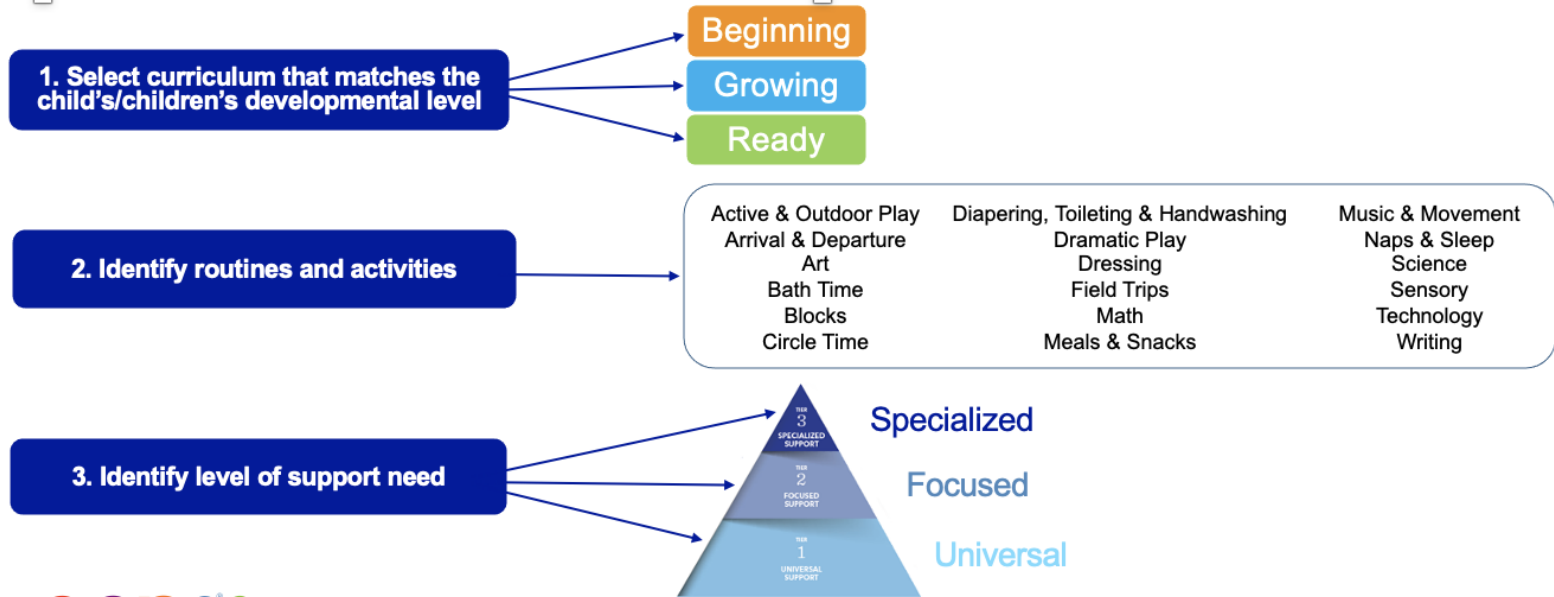 Beginning
1. Select curriculum that matches the
child's/children's developmental level
Growing
Ready
Active & Outdoor Play
Arrival & Departure
Art
Bath Time
Blocks
Circle Time
Diapering, Toileting & Handwashing
Dramatic Play
Dressing
Field Trips
Math
Meals & Snacks
Music & Movement
Naps & Sleep
Science
Sensory
Technology
Writing
2. Identify routines and activities
3. Identify level of support need
TIER
3
SPECIALIZED
SUPPORT
Specialized
TIER
2
FOCUSED
SUPPORT
Focused
TIER
1
UNIVERSAL
SUPPORT
Universal